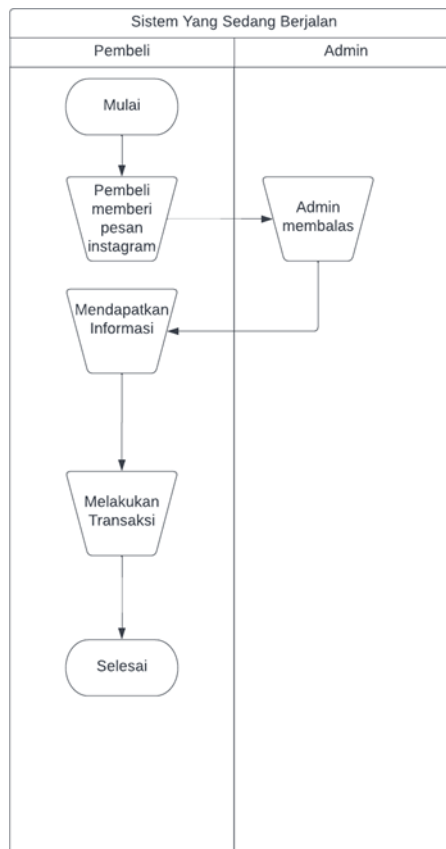 Sistem Yang Sedang Berjalan
Pembeli
Admin
Mulai
Pembeli
memberi
pesan
instagram
Admin
membalas
Mendapatkan
Informasi
Melakukan
Transaksi
Selesai